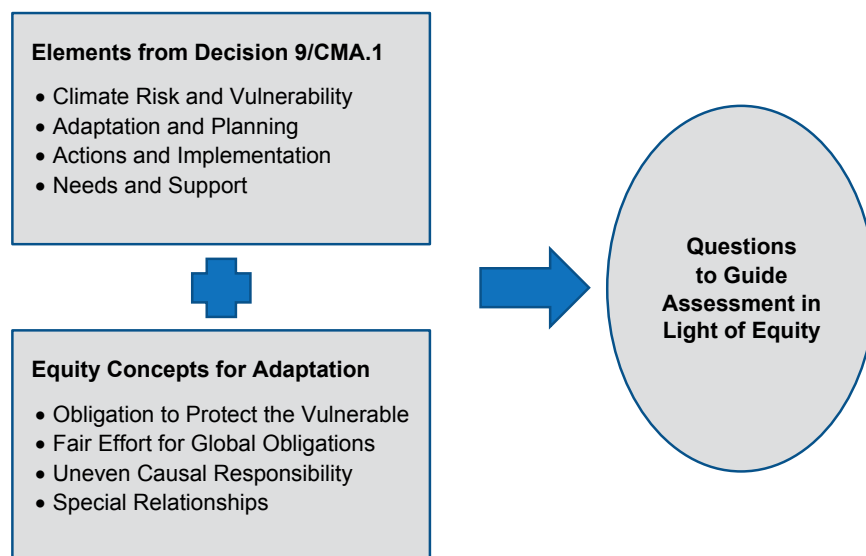 Elements from Decision 9/CMA.1
• Climate Risk and Vulnerability
• Adaptation and Planning
• Actions and Implementation
• Needs and Support
Equity Concepts for Adaptation
• Obligation to Protect the Vulnerable
• Fair Effort for Global Obligations
• Uneven Causal Responsibility
• Special Relationships
Questions
to Guide
Assessment in
Light of Equity